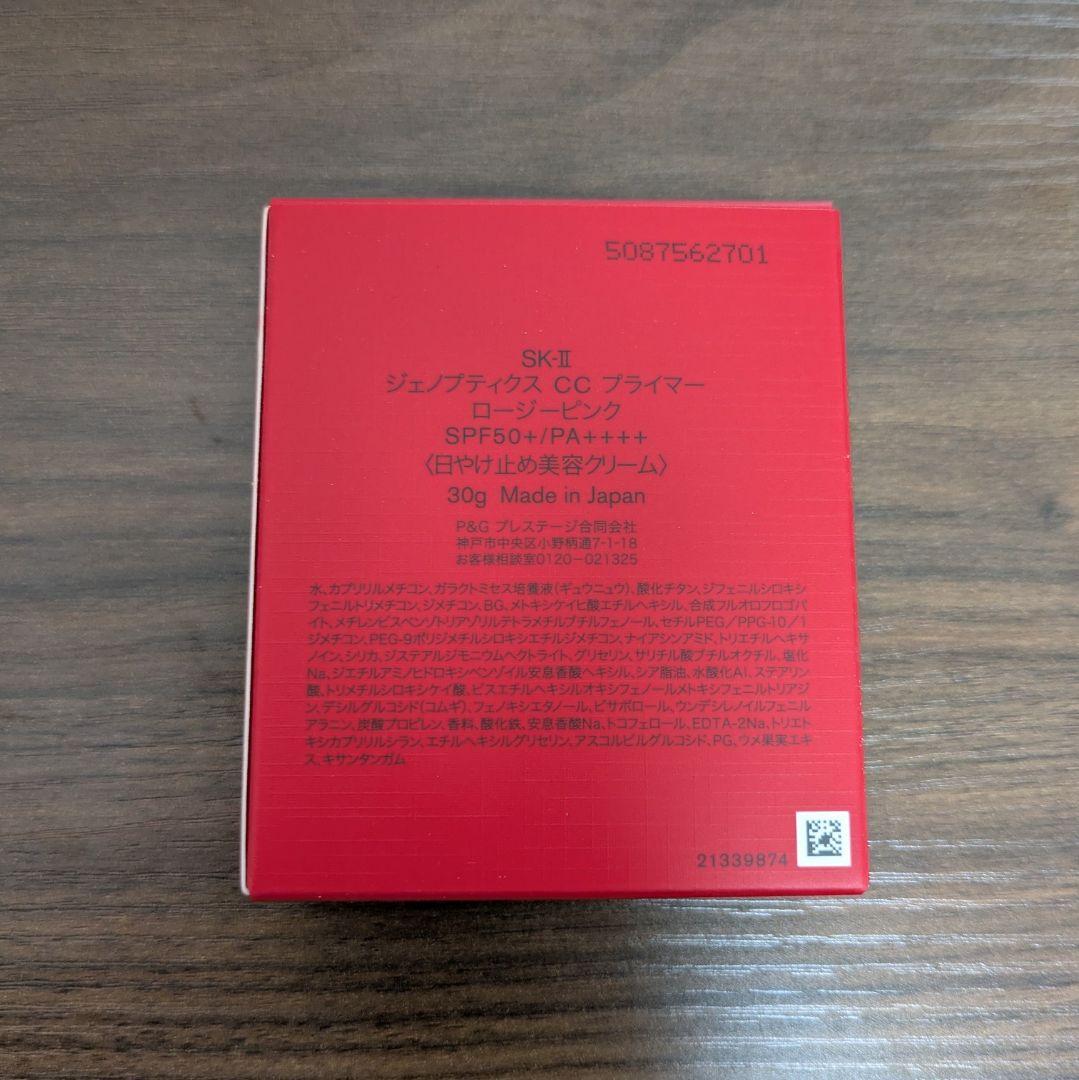 5087562701
SK-II
ジェノプティクス CC プライマー
ロージーピンク
SPF50+/PA++++
〈日やけ止め美容クリーム〉
30g Made in Japan
P&G プレステージ合同会社
神戸市中央区小野柄通7-1-18
お客様相談室0120-021325
水、カプリリルメチコン、ガラクトミセス培養液(ギュウニュウ)、酸化チタン、ジフェニルシロキシ
フェニルトリメチコン、ジメチコン、BG、メトキシケイヒ酸エチルヘキシル、合成フルオロフロゴパ
イト、メチレンビスベンゾトリアゾリルテトラメチルブチルフェノール、セチルPEG/PPG-10/1
ジメチコン、PEG-9ポリジメチルシロキシエチルジメチコン、ナイアシンアミド、トリエチルヘキサ
ノイン、シリカ、ジステアルジモニウムヘクトライト、グリセリン、サリチル酸ブチルオクチル、塩化
Na、ジエチルアミノヒドロキシベンゾイル安息香酸ヘキシル、シア脂油、水酸化Al、ステアリン
酸、トリメチルシロキシケイ酸、ビスエチルヘキシルオキシフェノールメトキシフェニルトリアジ
ン、デシルグルコシド(コムギ)、フェノキシエタノール、ビサボロール、ウンデシレノイルフェニル
アラニン、炭酸プロピレン、香料、酸化鉄、安息香酸Na、トコフェロール、EDTA-2Na、トリエト
キシカプリリルシラン、エチルヘキシルグリセリン、アスコルビルグルコシド、PG、ウメ果実エキ
ス、キサンタンガム
21339874